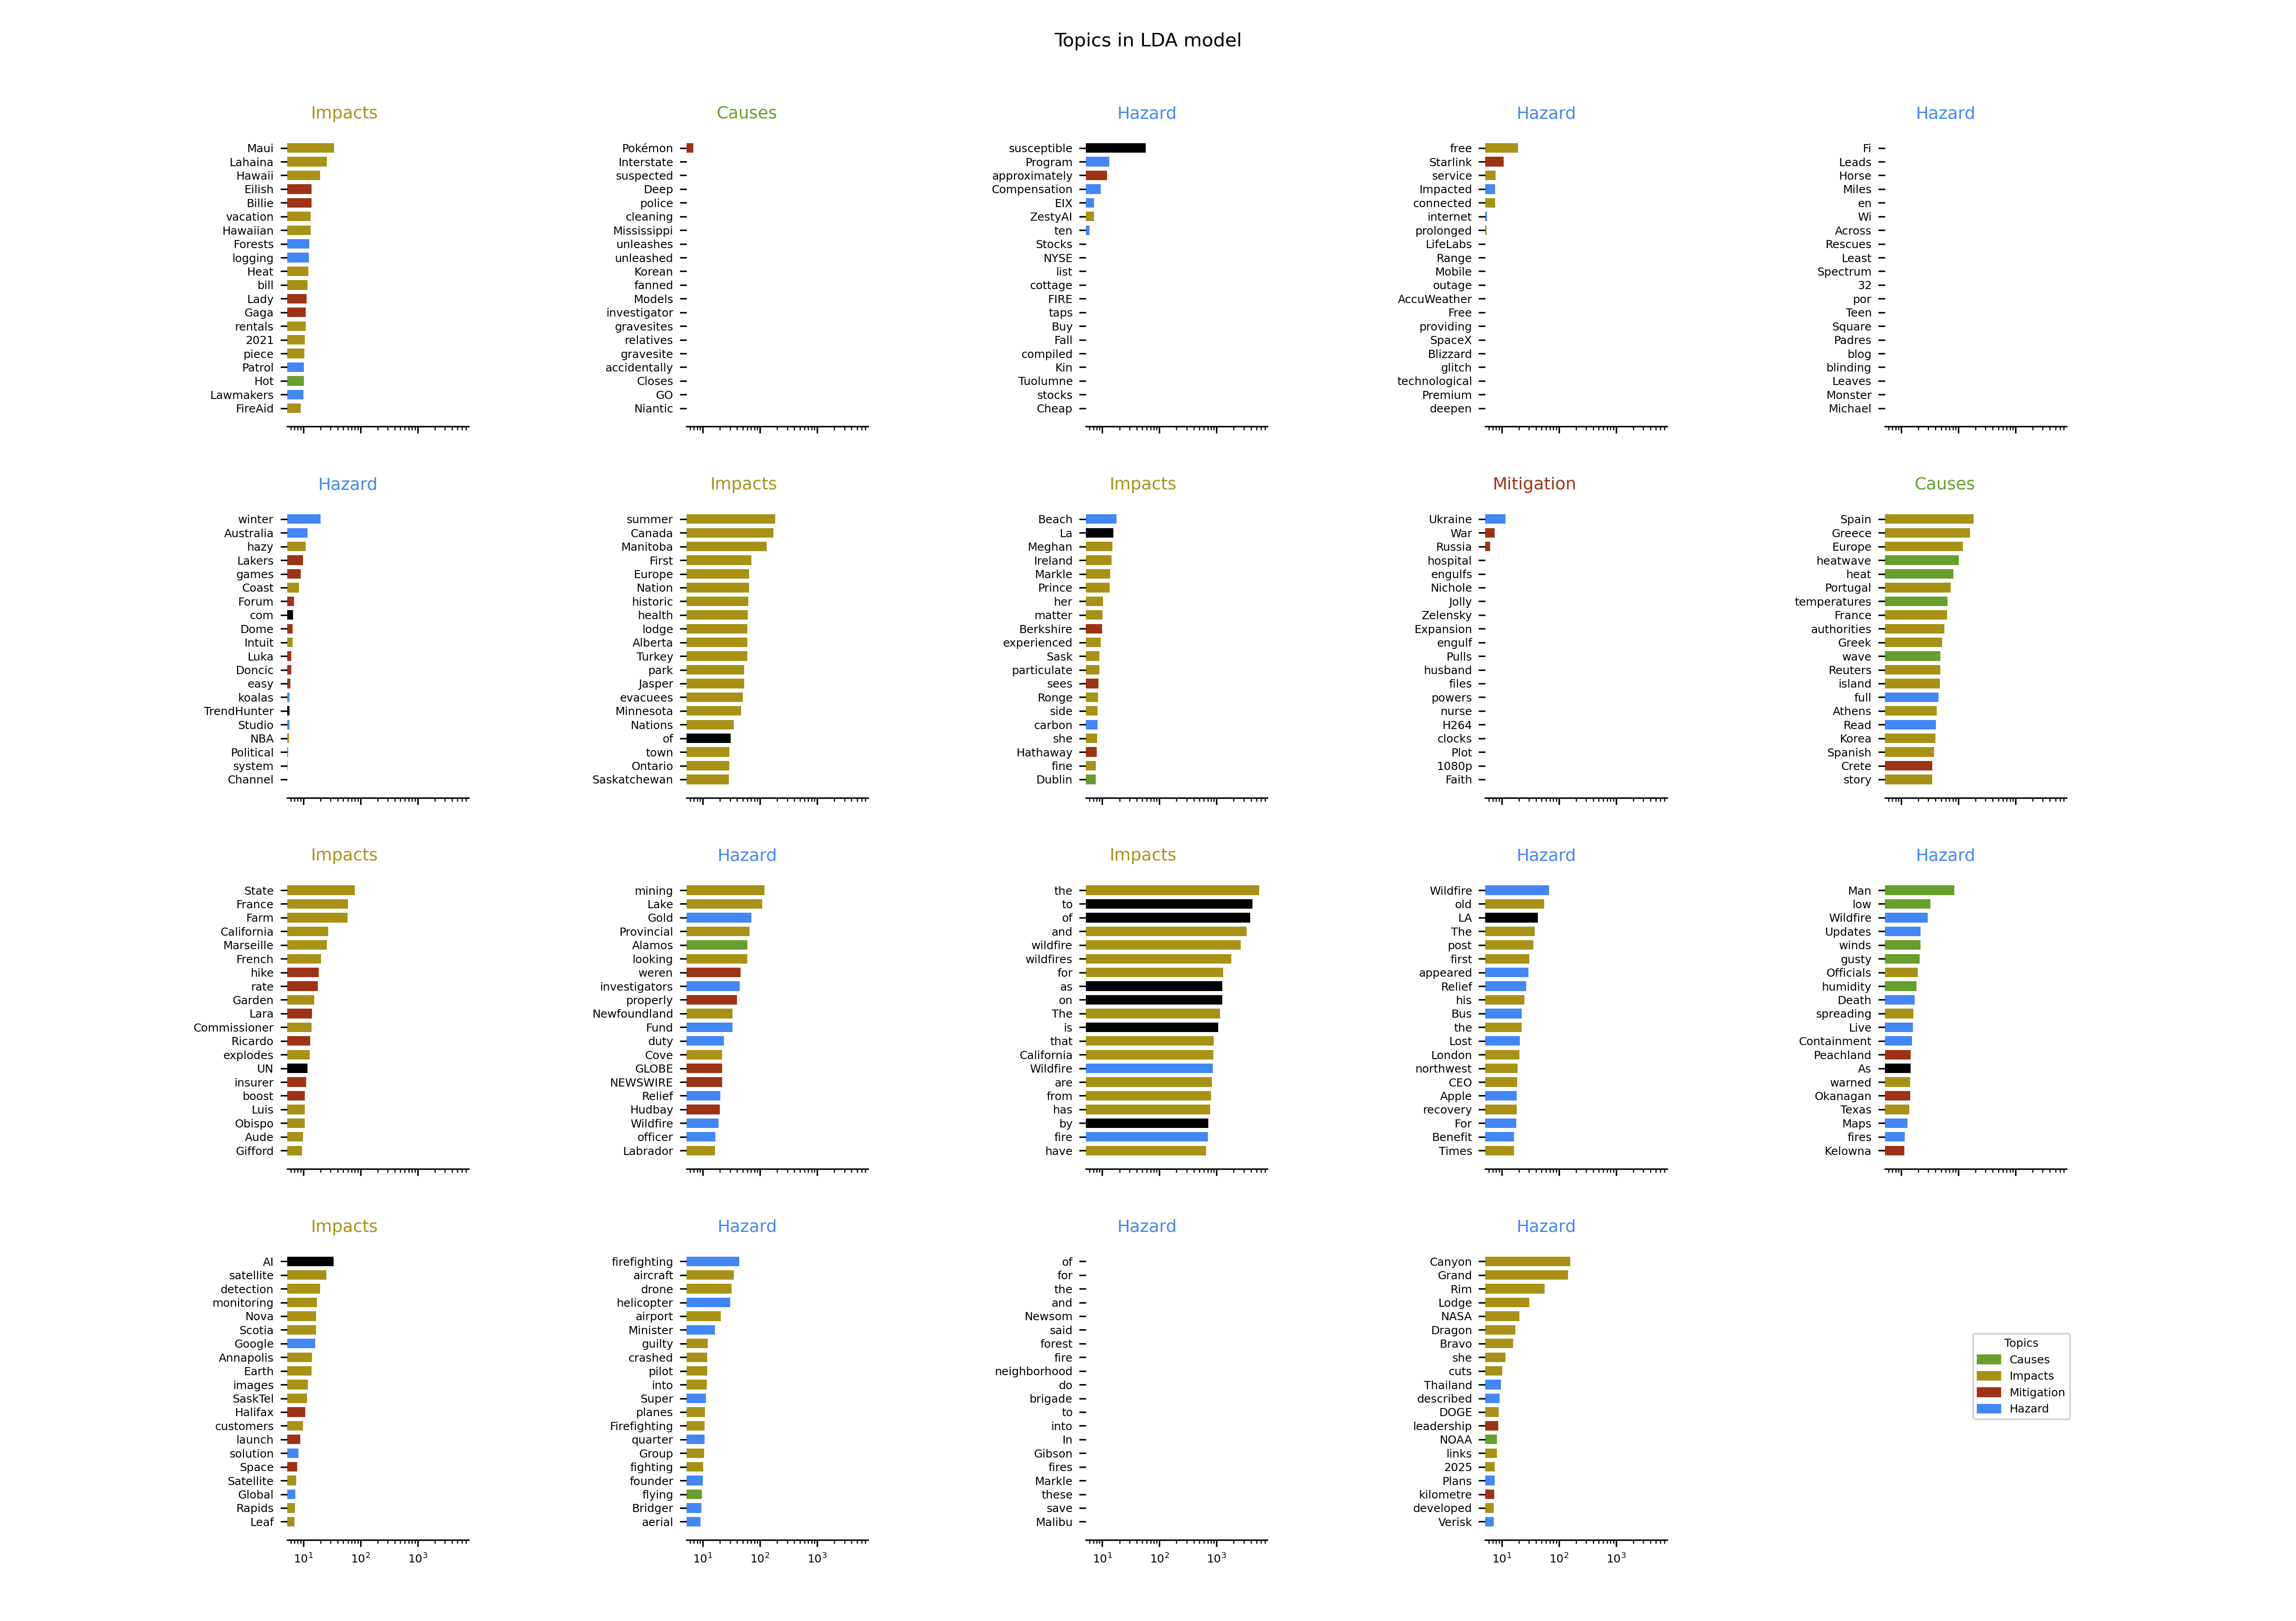 Topics in LDA model
Impacts
Maui
Lahaina
Hawaii
Eilish
Billie
vacation
Hawaiian
Forests
logging
Heat
bill
Lady
Gaga
rentals
2021
piece
Patrol
Hot
Lawmakers
FireAid
Causes
Pokémon
Interstate
suspected
Deep
police
cleaning
Mississippi
unleashes
unleashed
Korean
fanned
Models
investigator
gravesites
relatives
gravesite
accidentally
Closes
GO
Niantic
Hazard
susceptible
Program
approximately
Compensation
EIX
ZestyAI
ten
Stocks
NYSE
list
cottage
FIRE
taps
Buy
Fall
compiled
Kin
Tuolumne
stocks
Cheap
Hazard
free
Starlink
service
Impacted
connected
internet
prolonged
LifeLabs
Range
Mobile
outage
AccuWeather
Free
providing
SpaceX
Blizzard
glitch
technological
Premium
deepen
Hazard
Fi
Leads
Horse
Miles
en
Wi
Across
Rescues
Least
Spectrum
32
por
Teen
Square
Padres
blog
blinding
Leaves
Monster
Michael
Hazard
winter
Australia
hazy
Lakers
games
Coast
Forum
com
Dome
Intuit
Luka
Doncic
easy
koalas
TrendHunter
Studio
NBA
Political
system
Channel
Impacts
summer
Canada
Manitoba
First
Europe
Nation
historic
health
lodge
Alberta
Turkey
park
Jasper
evacuees
Minnesota
Nations
of
town
Ontario
Saskatchewan
Impacts
Beach
La
Meghan
Ireland
Markle
Prince
her
matter
Berkshire
experienced
Sask
particulate
sees
Ronge
side
carbon
she
Hathaway
fine
Dublin
Mitigation
Ukraine
War
Russia
hospital
engulfs
Nichole
Jolly
Zelensky
Expansion
engulf
Pulls
husband
files
powers
nurse
H264
clocks
Plot
1080p
Faith
Causes
Spain
Greece
Europe
heatwave
heat
Portugal
temperatures
France
authorities
Greek
wave
Reuters
island
full
Athens
Read
Korea
Spanish
Crete
story
Impacts
State
France
Farm
California
Marseille
French
hike
rate
Garden
Lara
Commissioner
Ricardo
explodes
UN
insurer
boost
Luis
Obispo
Aude
Gifford
Hazard
mining
Lake
Gold
Provincial
Alamos
looking
weren
investigators
properly
Newfoundland
Fund
duty
Cove
GLOBE
NEWSWIRE
Relief
Hudbay
Wildfire
officer
Labrador
Impacts
the
to
of
and
wildfire
wildfires
for
as
on
The
is
that
California
Wildfire
are
from
has
by
fire
have
Hazard
Wildfire
old
LA
The
post
first
appeared
Relief
his
Bus
the
Lost
London
northwest
CEO
Apple
recovery
For
Benefit
Times
Hazard
Man
low
Wildfire
Updates
winds
gusty
Officials
humidity
Death
spreading
Live
Containment
Peachland
As
warned
Okanagan
Texas
Maps
fires
Kelowna
Impacts
AI
satellite
detection
monitoring
Nova
Scotia
Google
Annapolis
Earth
images
SaskTel
Halifax
customers
launch
solution
Space
Satellite
Global
Rapids
Leaf
10¹ 10² 10³
Hazard
firefighting
aircraft
drone
helicopter
airport
Minister
guilty
crashed
pilot
into
Super
planes
Firefighting
quarter
Group
fighting
founder
flying
Bridger
aerial
10¹ 10² 10³
Hazard
of
for
the
and
Newsom
said
forest
fire
neighborhood
do
brigade
to
into
In
Gibson
fires
Markle
these
save
Malibu
10¹ 10² 10³
Hazard
Canyon
Grand
Rim
Lodge
NASA
Dragon
Bravo
she
cuts
Thailand
described
DOGE
leadership
NOAA
links
2025
Plans
kilometre
developed
Verisk
10¹ 10² 10³
Topics
Causes
Impacts
Mitigation
Hazard